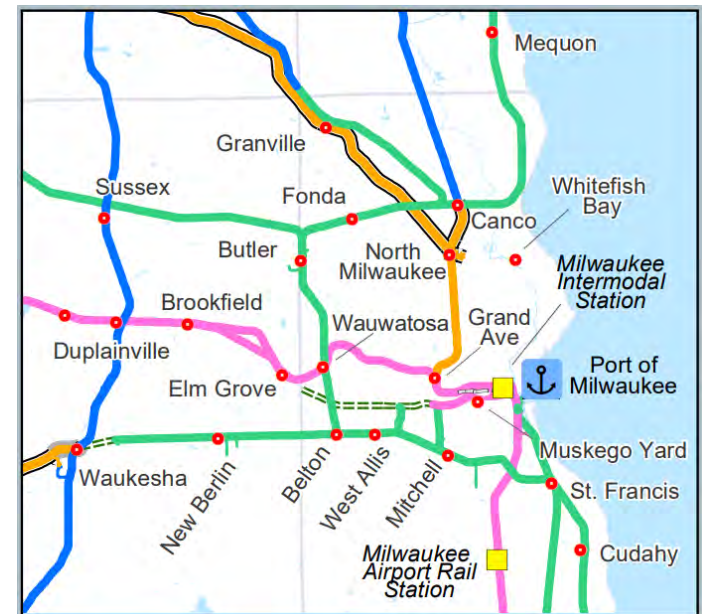 Mequon
Granville
Sussex
Fonda
Whitefish
Bay
Canco
Butler
North
Milwaukee
Milwaukee
Intermodal
Station
Brookfield
Grand
Ave
Wauwatosa
Duplainville
Port of
Milwaukee
Elm Grove
Muskego Yard
Waukesha
New Berlin
Belton
West Allis
Mitchell
St. Francis
Milwaukee
Airport Rail
Station
Cudahy